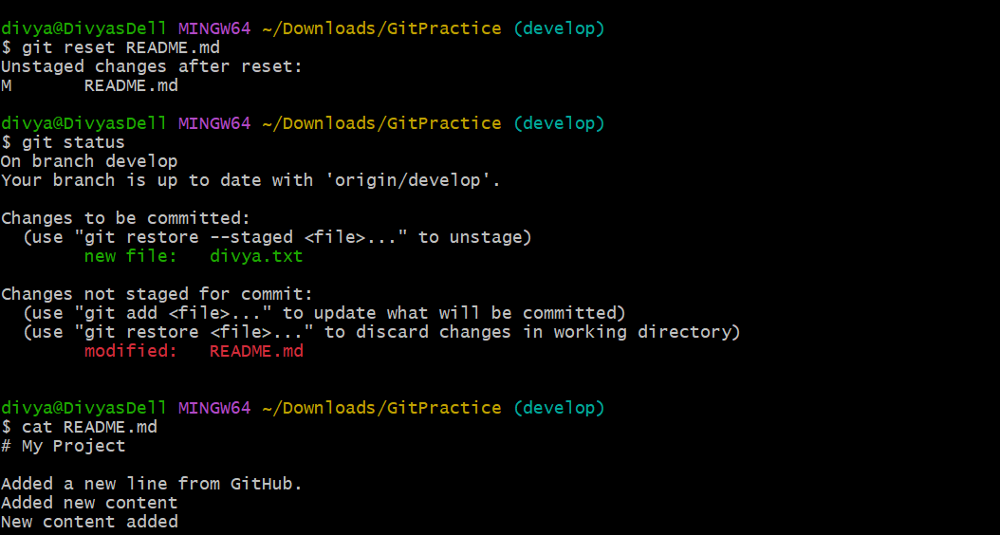 divya@DivyasDell MINGW64 ~/Downloads/GitPractice (develop)
$ git reset README.md
Unstaged changes after reset:
M       README.md

divya@DivyasDell MINGW64 ~/Downloads/GitPractice (develop)
$ git status
On branch develop
Your branch is up to date with 'origin/develop'.

Changes to be committed:
  (use "git restore --staged <file>..." to unstage)
        new file:   divya.txt

Changes not staged for commit:
  (use "git add <file>..." to update what will be committed)
  (use "git restore <file>..." to discard changes in working directory)
        modified:   README.md


divya@DivyasDell MINGW64 ~/Downloads/GitPractice (develop)
$ cat README.md
# My Project

Added a new line from GitHub.
Added new content
New content added